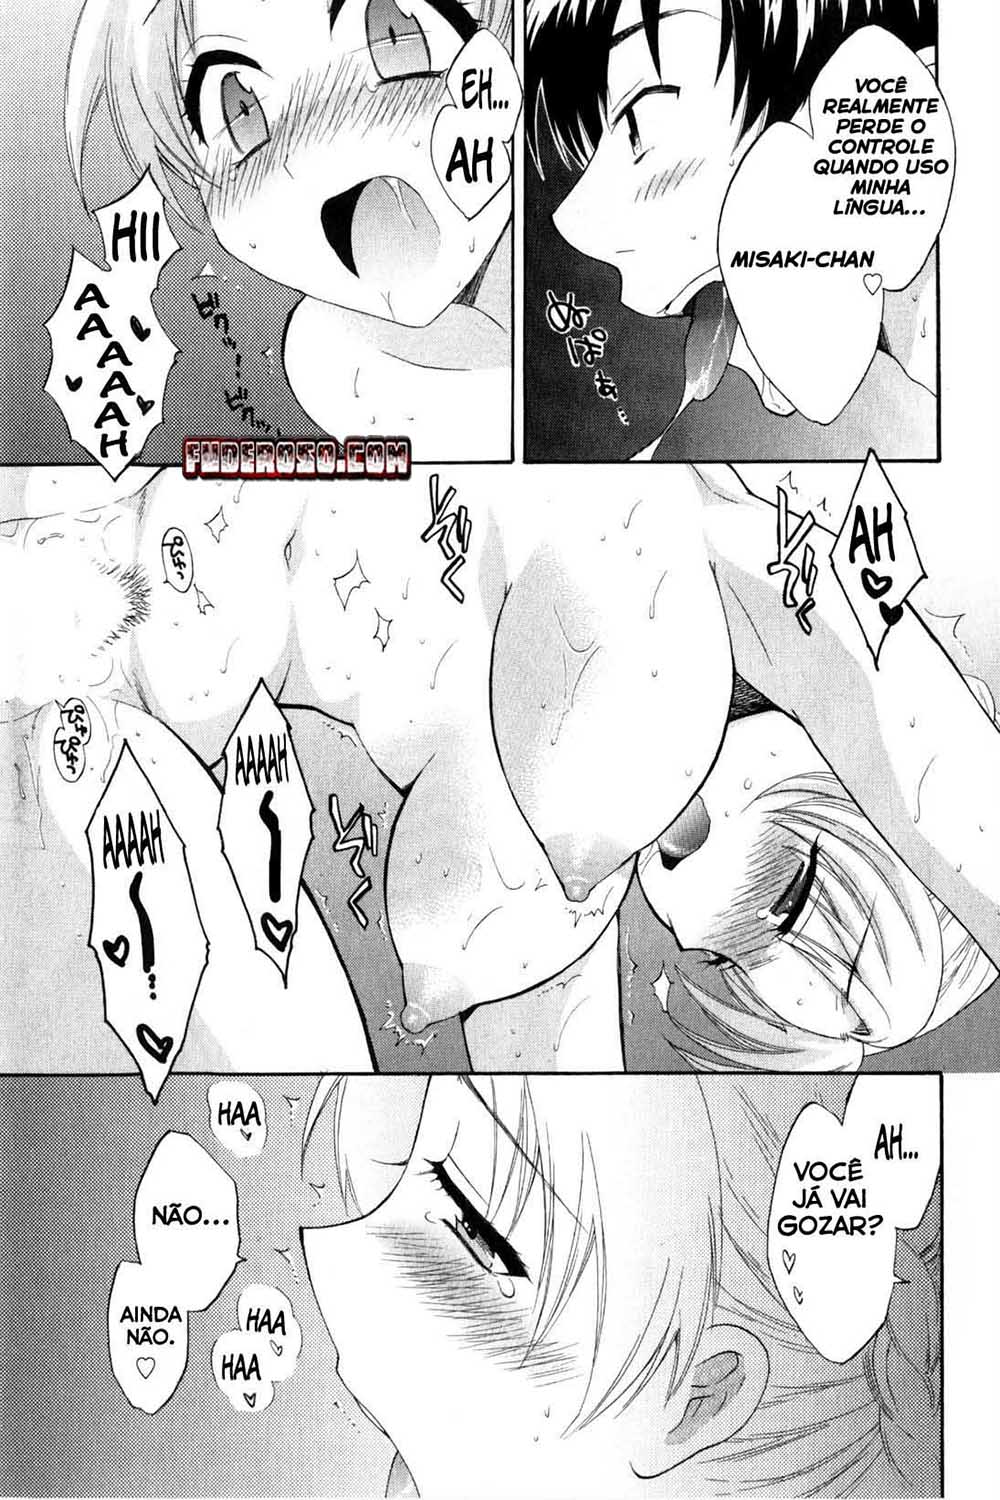 VOCÊ
REALMENTE
PERDE O
CONTROLE
QUANDO USO
MINHA
LÍNGUA...
MISAKI-CHAN
♡
EH...
AH
HII
AAAAAH
FUDEROSO.COM
AH
AAAAH
AAAAH
AH...
VOCÊ
JÁ VAI
GOZAR?
HAA
NÃO...
AINDA
NÃO.
♡
HAA
HAA